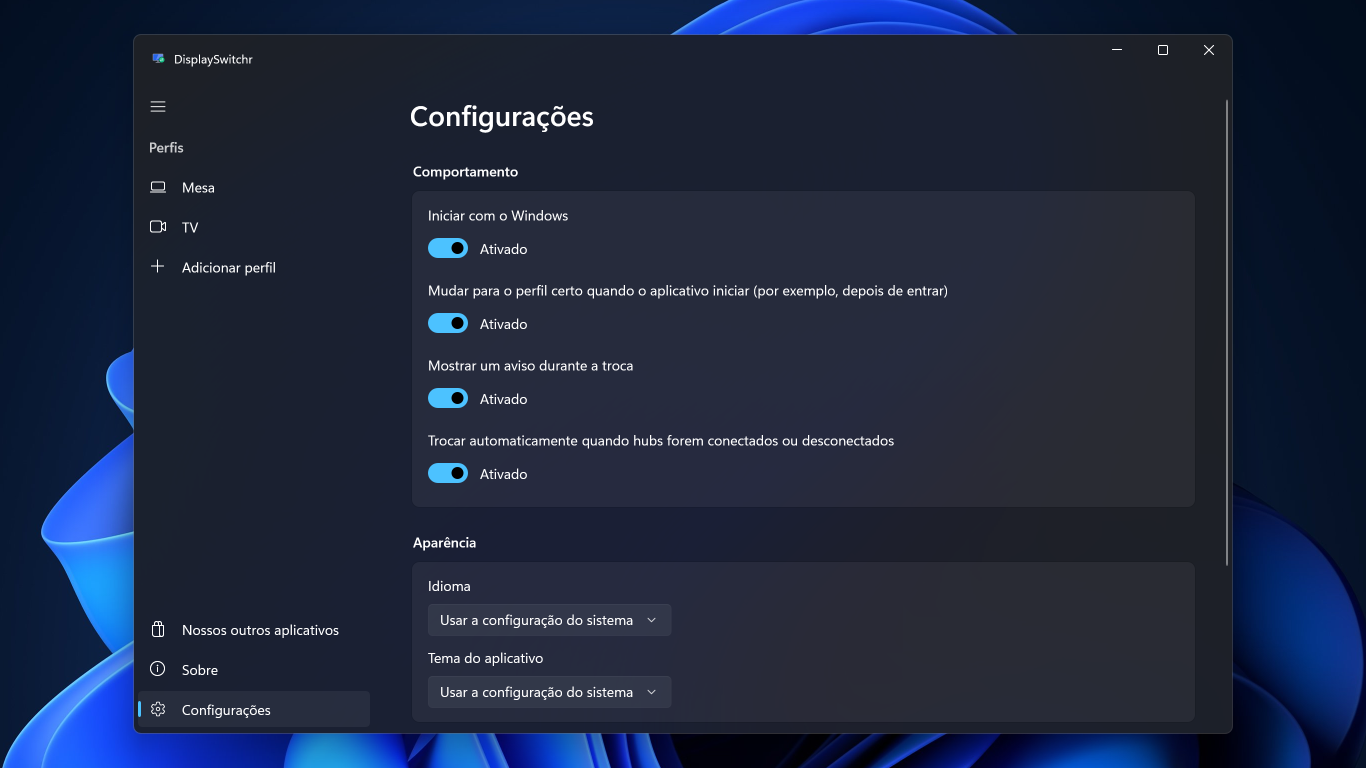 DisplaySwitchr
Perfis
Mesa
TV
Adicionar perfil
Nossos outros aplicativos
Sobre
Configurações
Configurações
Comportamento
Iniciar com o Windows
Ativado
Mudar para o perfil certo quando o aplicativo iniciar (por exemplo, depois de entrar)
Ativado
Mostrar um aviso durante a troca
Ativado
Trocar automaticamente quando hubs forem conectados ou desconectados
Ativado
Aparência
Idioma
Usar a configuração do sistema
Tema do aplicativo
Usar a configuração do sistema